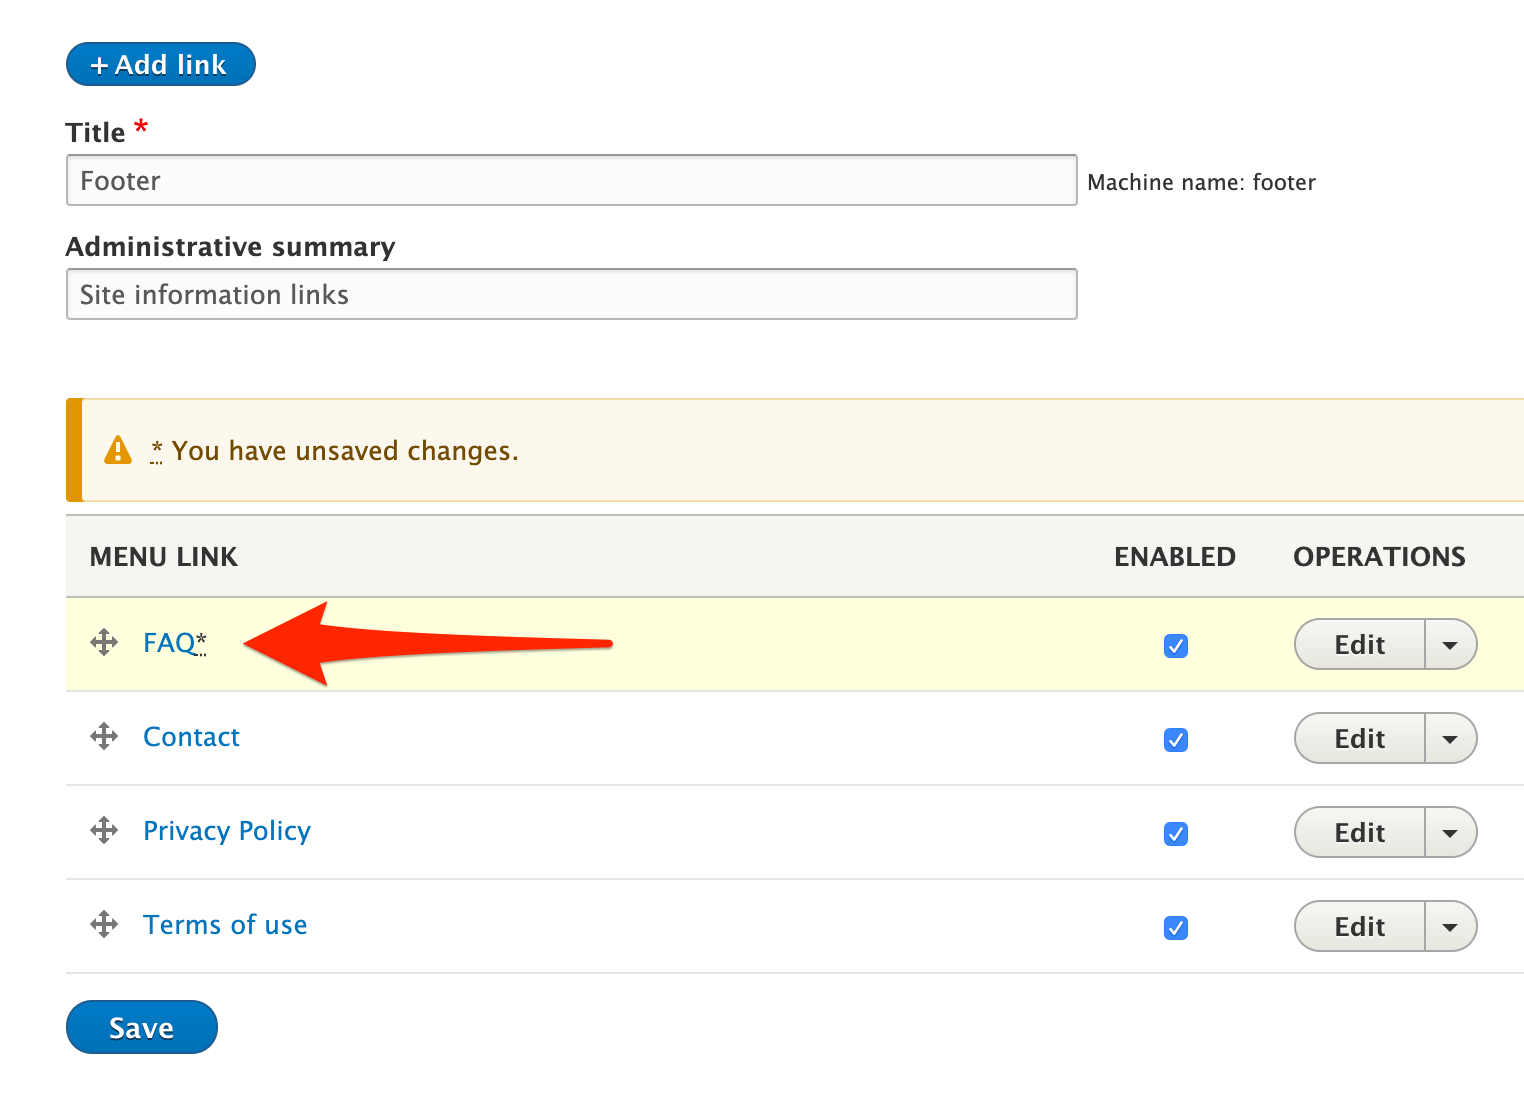 + Add link
Title *
Footer
Machine name: footer
Administrative summary
Site information links
* You have unsaved changes.
MENU LINK ENABLED OPERATIONS
FAQ* Edit
Contact Edit
Privacy Policy Edit
Terms of use Edit
Save